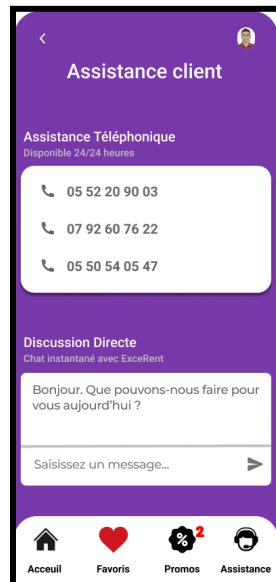 Assistance client
Assistance Téléphonique
Disponible 24/24 heures
05 52 20 90 03
07 92 60 76 22
05 50 54 05 47
Discussion Directe
Chat instantané avec ExceRent
Bonjour. Que pouvons-nous faire pour
vous aujourd'hui ?
Saisissez un message...
% 2
Acceuil Favoris Promos Assistance